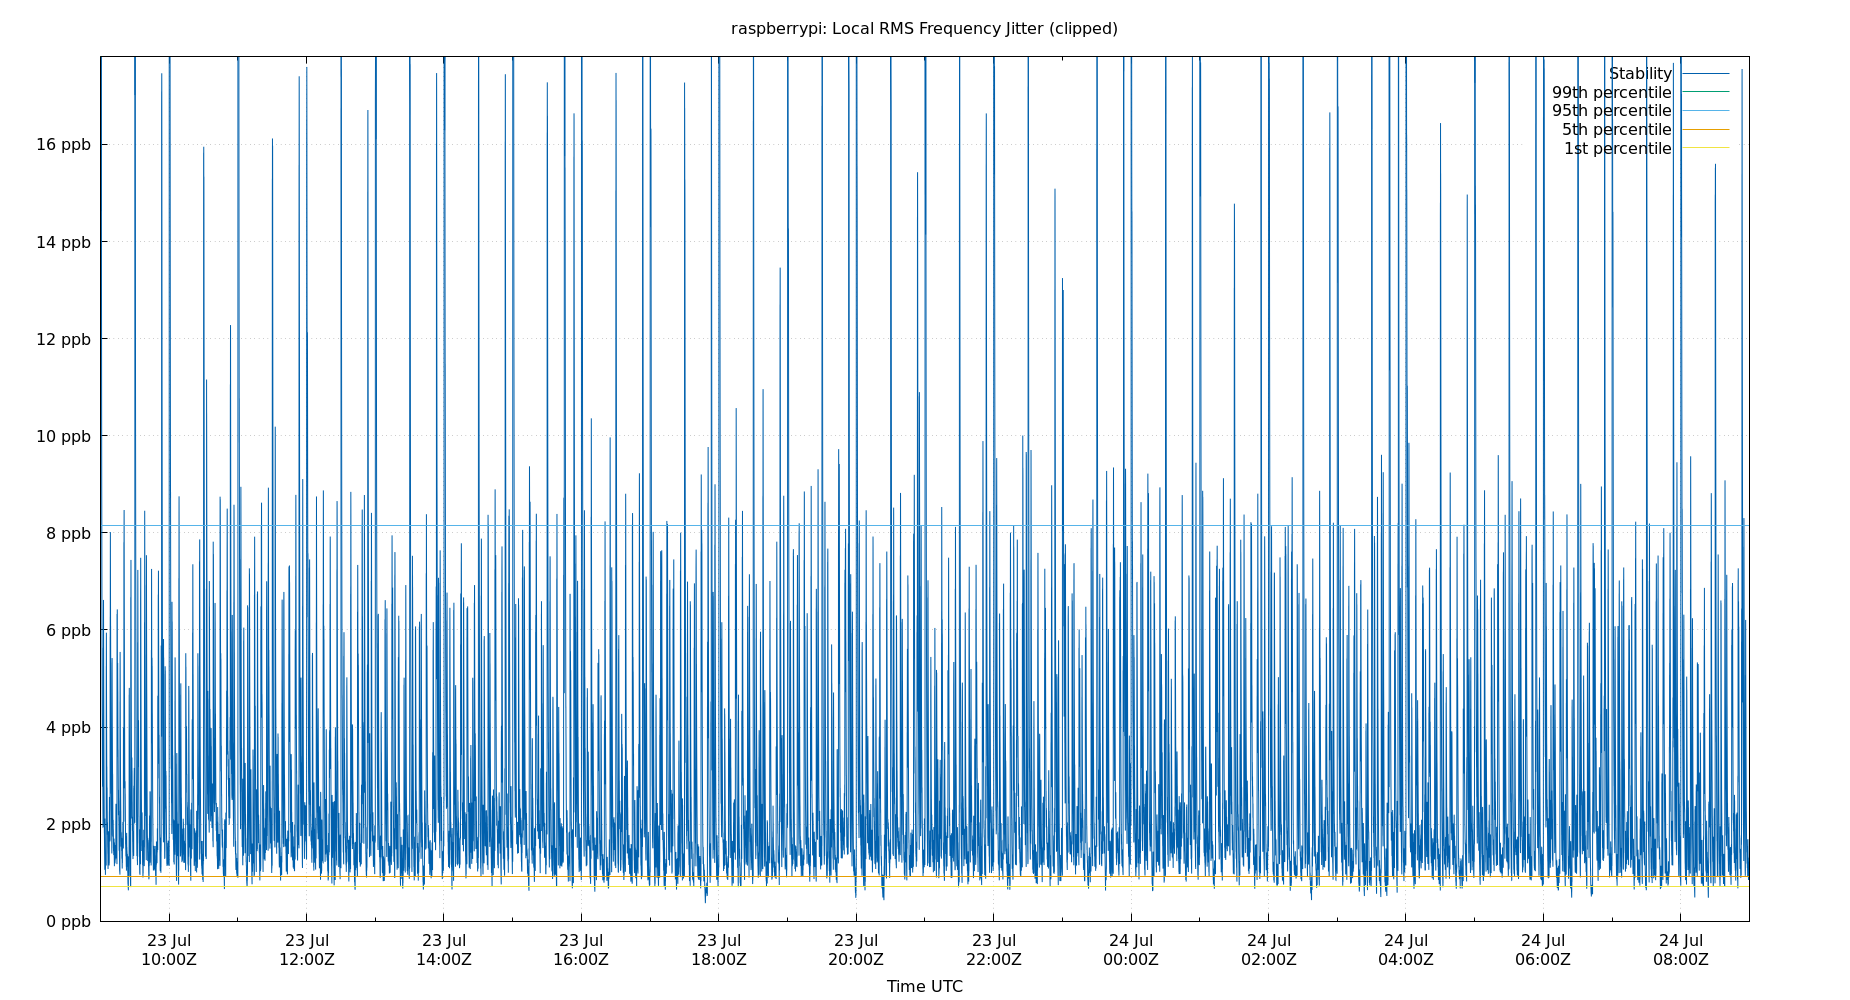 raspberrypi: Local RMS Frequency Jitter (clipped)
Stability
99th percentile
95th percentile
5th percentile
1st percentile
16 ppb
14 ppb
12 ppb
10 ppb
8 ppb
6 ppb
4 ppb
2 ppb
0 ppb
23 Jul 23 Jul 23 Jul 23 Jul 23 Jul 23 Jul 23 Jul 24 Jul 24 Jul 24 Jul 24 Jul 24 Jul
10:00Z 12:00Z 14:00Z 16:00Z 18:00Z 20:00Z 22:00Z 00:00Z 02:00Z 04:00Z 06:00Z 08:00Z
Time UTC